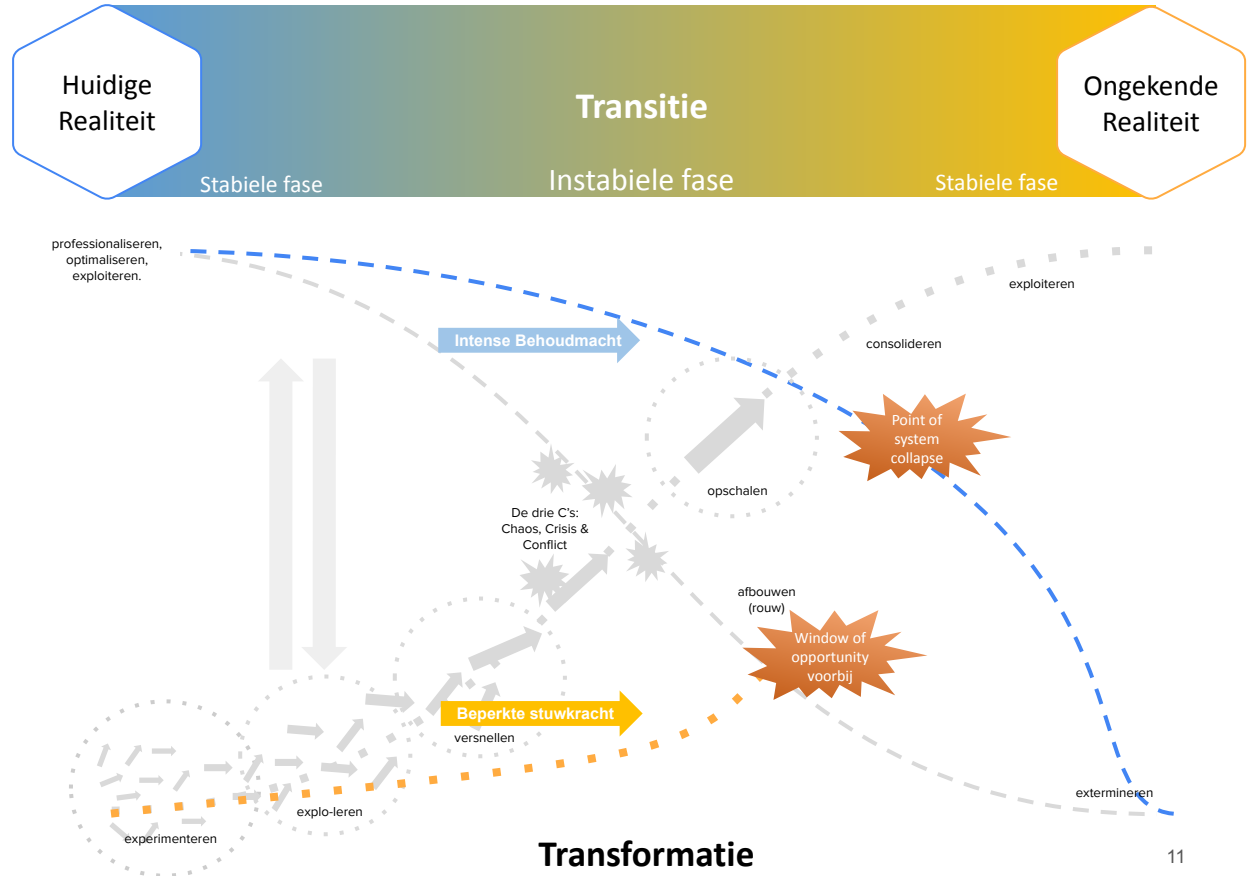 Huidige
Realiteit
Transitie
Ongekende
Realiteit
Stabiele fase
Instabiele fase
Stabiele fase
professionaliseren,
optimaliseren,
exploiteren.
exploiteren
Intense Behoudmacht
consolideren
Point of
system
collapse
opschalen
De drie C's:
Chaos, Crisis &
Conflict
afbouwen
(rouw)
Window of
opportunity
voorbij
Beperkte stuwkracht
versnellen
extermineren
explo-leren
experimenteren
Transformatie
11